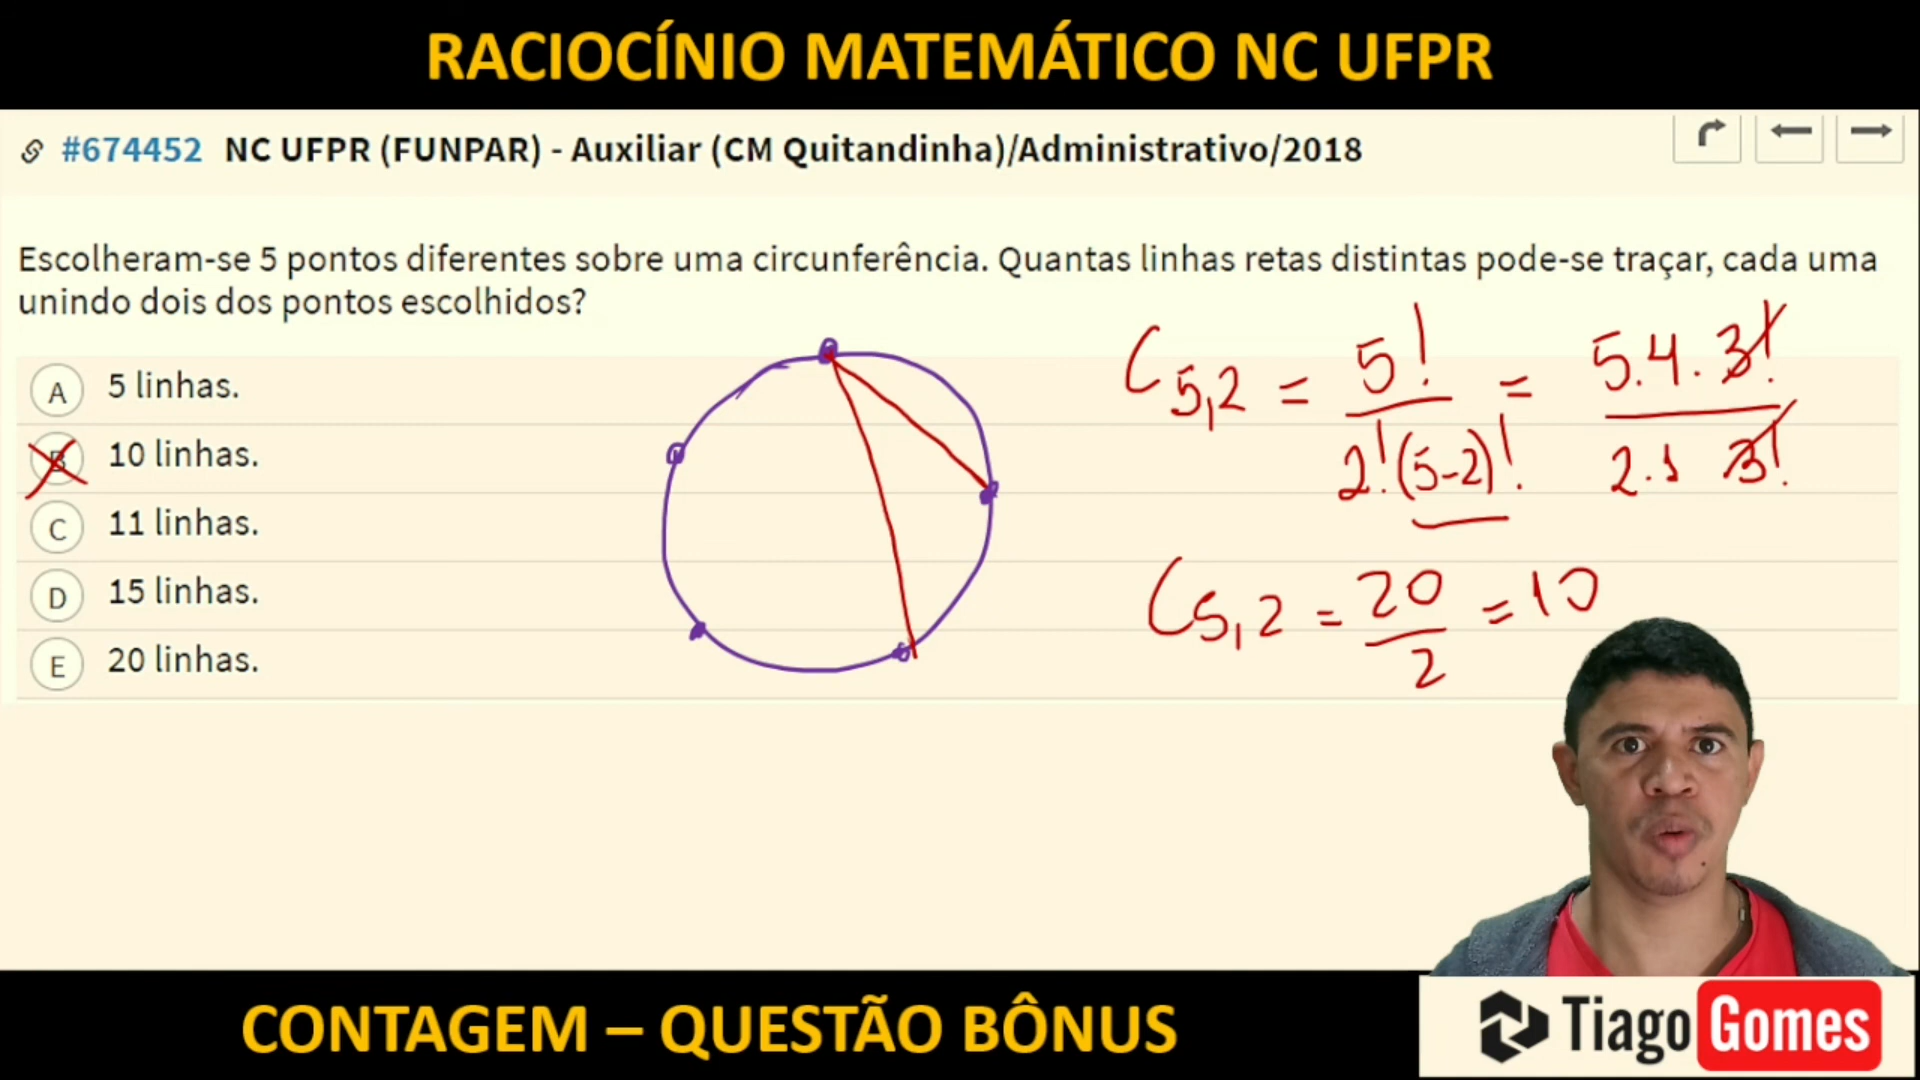 RACIOCÍNIO MATEMÁTICO NC UFPR
#674452 NC UFPR (FUNPAR) - Auxiliar (CM Quitandinha)/Administrativo/2018
Escolheram-se 5 pontos diferentes sobre uma circunferência. Quantas linhas retas distintas pode-se traçar, cada uma
unindo dois dos pontos escolhidos?
A 5 linhas.
B 10 linhas.
C 11 linhas.
D 15 linhas.
E 20 linhas.
C5,2 = 5! / 2!(5-2)! = 5.4.3! / 2.1 3!
C5,2 = 20 / 2 = 10
CONTAGEM – QUESTÃO BÔNUS
Tiago Gomes